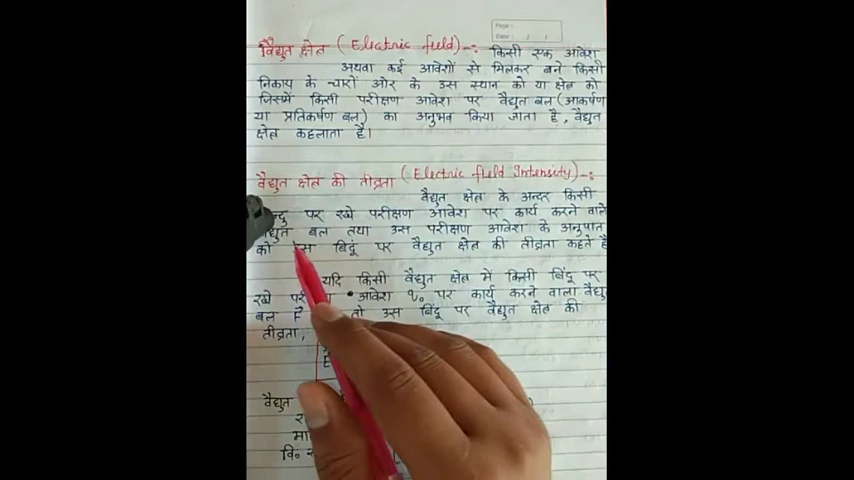 Page :
Date : / /
वैद्युत क्षेत्र ( Electric field) -: किसी एक आवेश
अथवा कई आवेशों से मिलकर बने किसी
निकाय के चारों ओर के उस स्थान को या क्षेत्र को
जिसमें किसी परीक्षण आवेश पर वैद्युत बल (आकर्षण
या प्रतिकर्षण बल) का अनुभव किया जाता है , वैद्युत
क्षेत्र कहलाता है।
वैद्युत क्षेत्र की तीव्रता ( Electric field Intensity) -:
वैद्युत क्षेत्र के अन्दर किसी
पर रखे परीक्षण आवेश पर कार्य करने वाले
बल तथा उस परीक्षण आवेश के अनुपात
को उस बिंदू पर वैद्युत क्षेत्र की तीव्रता कहते है
यदि किसी वैद्युत क्षेत्र में किसी बिंदू पर
रखे आवेश q₀ पर कार्य करने वाला वैद्यु
बल F तो उस बिंदू पर वैद्युत क्षेत्र की
तीव्रता,
E
वैद्युत
मा
वि०